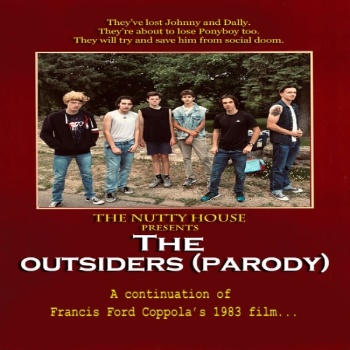 They've lost Johnny and Dally.
They're about to lose Ponyboy too.
They will try and save him from social doom.
THE NUTTY HOUSE
PRESENTS
THE
OUTSIDERS (PARODY)
A continuation of
Francis Ford Coppola's 1983 film...